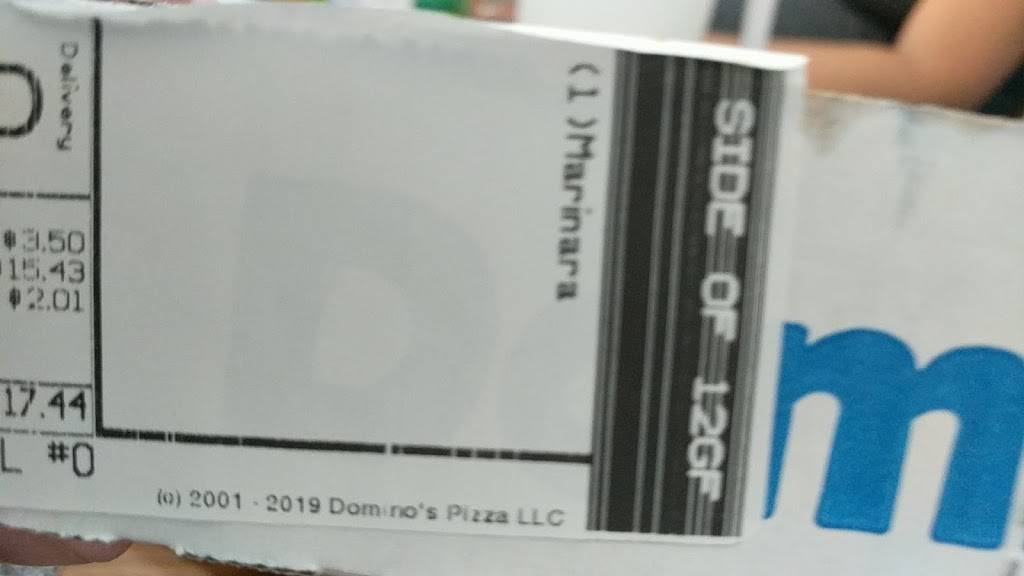 Delivery
$3.50
15.43
$2.01
17.44
L #0
(1)Marinara
SIDE OF 12GF
(c) 2001 - 2019 Domino's Pizza LLC
m